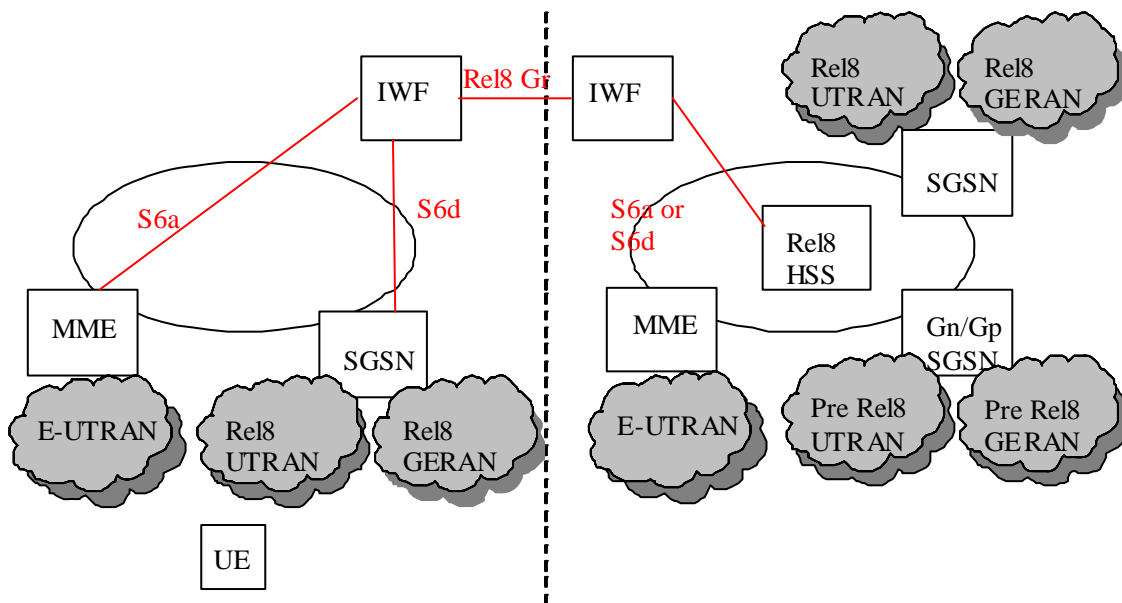 IWF
Rel8 Gr
IWF
Rel8
UTRAN
Rel8
GERAN
SGSN
S6a
S6d
S6a or
S6d
Rel8
HSS
MME
SGSN
MME
Gn/Gp
SGSN
E-UTRAN
Rel8
UTRAN
Rel8
GERAN
E-UTRAN
Pre Rel8
UTRAN
Pre Rel8
GERAN
UE